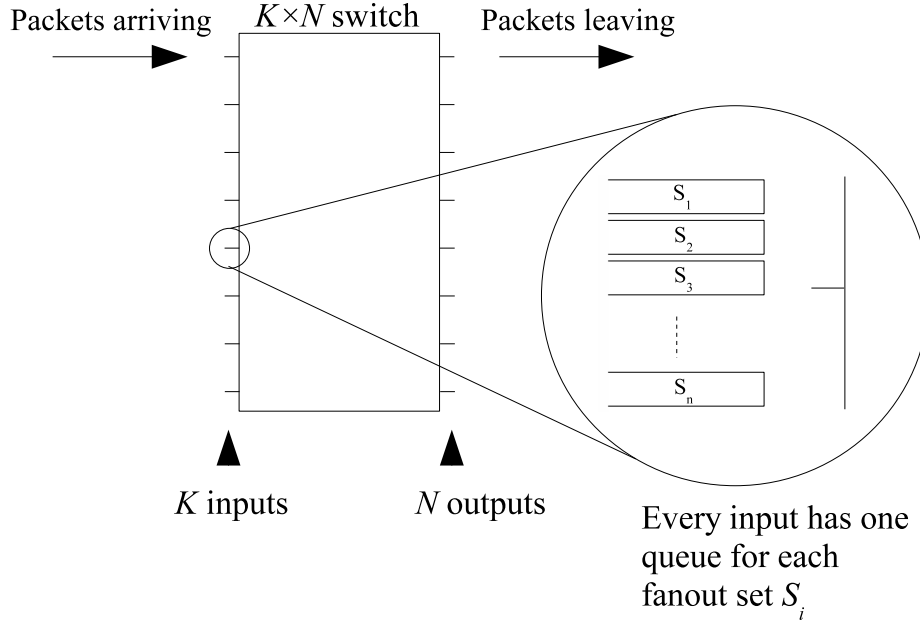 Packets arriving
K×N switch
Packets leaving
S₁
S₂
S₃
Sₙ
K inputs
N outputs
Every input has one
queue for each
fanout set Sᵢ